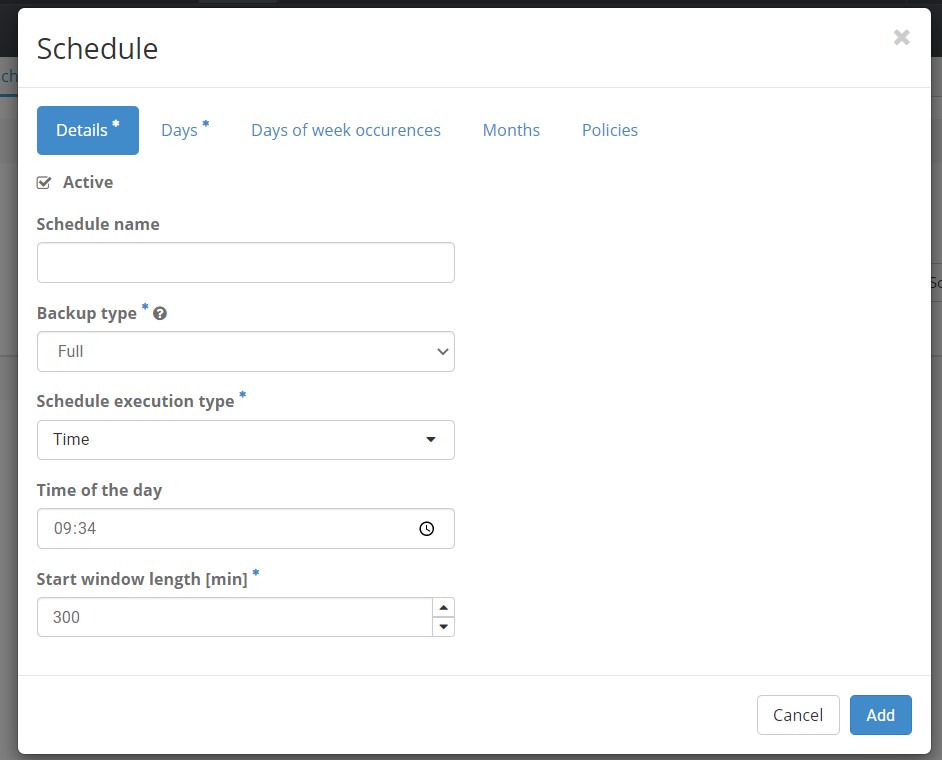 Schedule
ch
Details * Days * Days of week occurences Months Policies
Active
Schedule name
Backup type *
Full
Schedule execution type *
Time
Time of the day
09:34
Start window length [min] *
300
Cancel Add